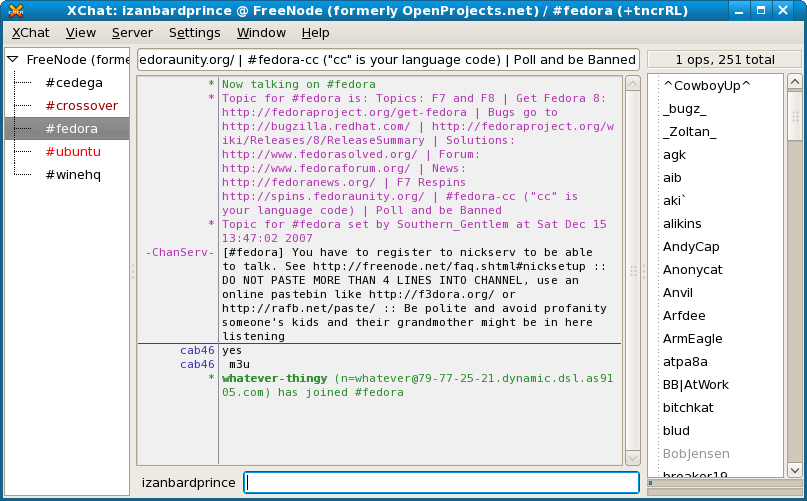 XChat: izanbardprince @ FreeNode (formerly OpenProjects.net) / #fedora (+tncrRL)
XChat View Server Settings Window Help
FreeNode (forme
#cedega
#crossover
#fedora
#ubuntu
#winehq
edoraunity.org/ | #fedora-cc ("cc" is your language code) | Poll and be Banned
* Now talking on #fedora
* Topic for #fedora is: Topics: F7 and F8 | Get Fedora 8:
http://fedoraproject.org/get-fedora | Bugs go to
http://bugzilla.redhat.com/ | http://fedoraproject.org/w
iki/Releases/8/ReleaseSummary | Solutions:
http://www.fedorasolved.org/ | Forum:
http://www.fedoraforum.org/ | News:
http://fedoranews.org/ | F7 Respins
http://spins.fedoraunity.org/ | #fedora-cc ("cc" is
your language code) | Poll and be Banned
* Topic for #fedora set by Southern_Gentlem at Sat Dec 15
13:47:02 2007
-ChanServ- [#fedora] You have to register to nickserv to be able
to talk. See http://freenode.net/faq.shtml#nicksetup ::
DO NOT PASTE MORE THAN 4 LINES INTO CHANNEL, use an
online pastebin like http://f3dora.org/ or
http://rafb.net/paste/ :: Be polite and avoid profanity
someone's kids and their grandmother might be in here
listening
cab46 yes
cab46 m3u
* whatever-thingy (n=whatever@79-77-25-21.dynamic.dsl.as91
05.com) has joined #fedora
izanbardprince
1 ops, 251 total
^CowboyUp^
_bugz_
_Zoltan_
agk
aib
aki`
alikins
AndyCap
Anonycat
Anvil
Arfdee
ArmEagle
atpa8a
BB|AtWork
bitchkat
blud
BobJensen
breaker19